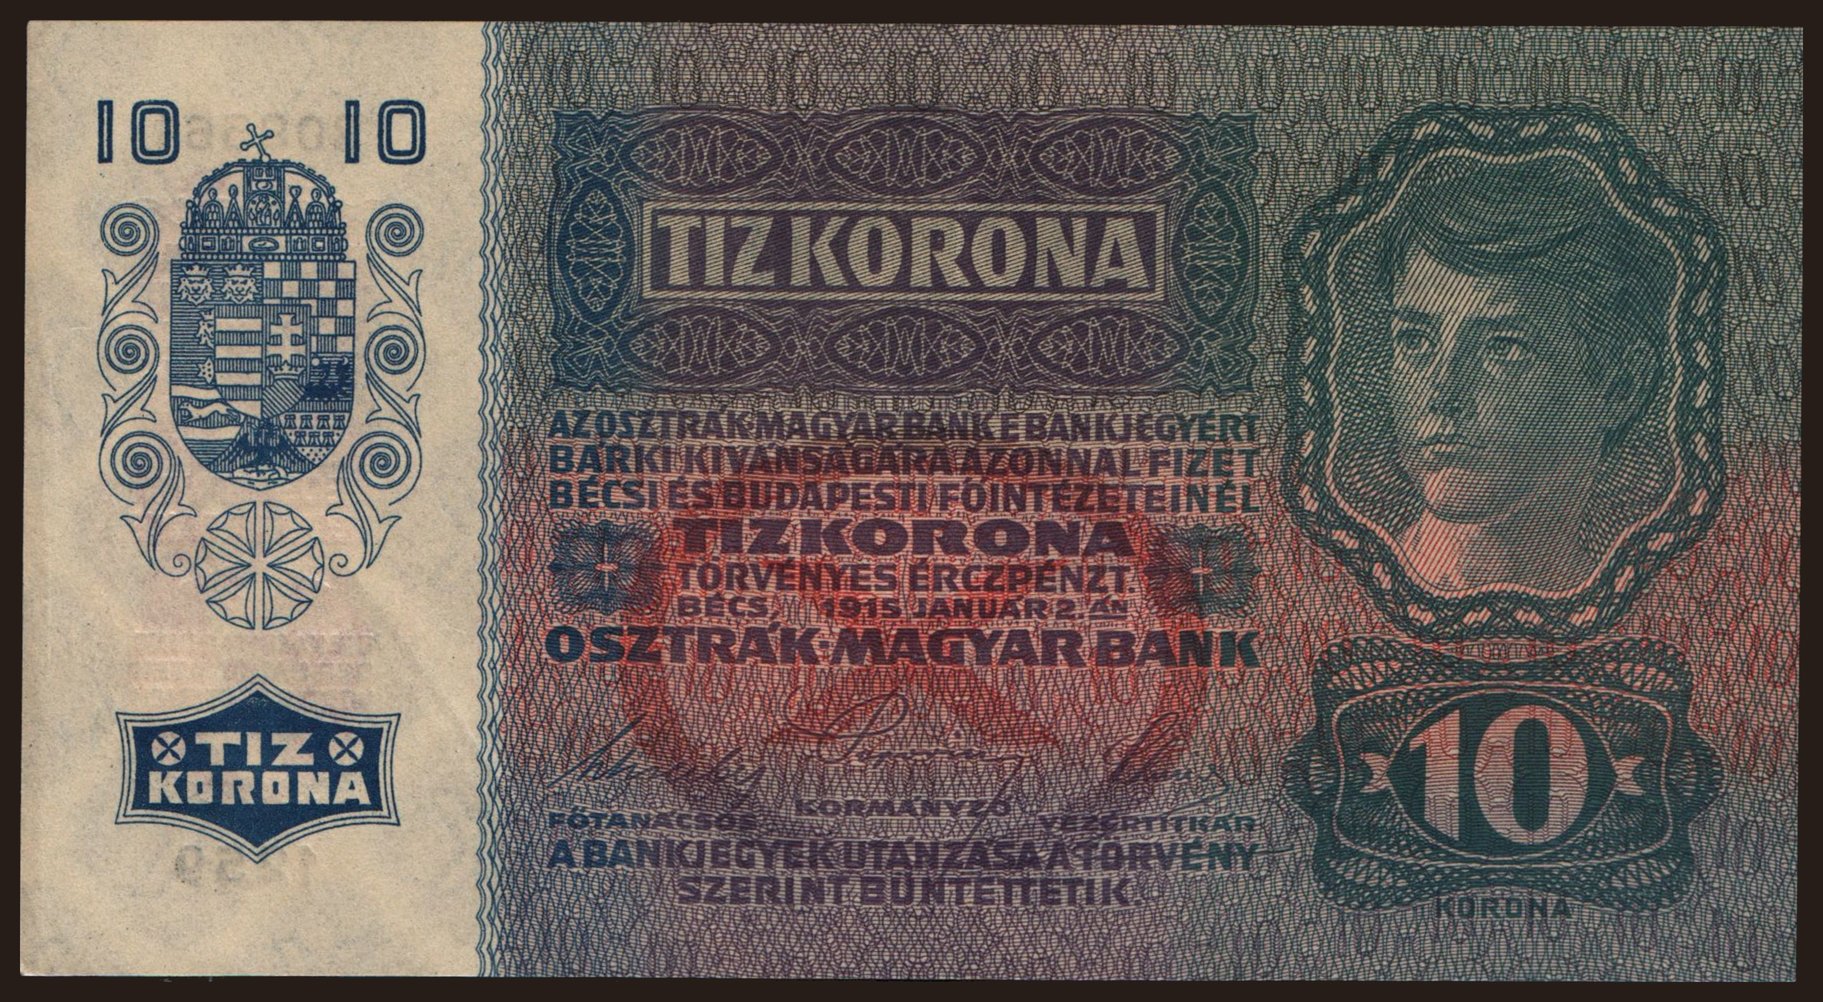 10 10
TIZ
KORONA
TIZ KORONA
AZ OSZTRÁK-MAGYAR BANK E BANKJEGYÉRT
BÁRKI KIVÁNSÁGÁRA AZONNAL FIZET
BÉCSI ÉS BUDAPESTI FŐINTÉZETEINÉL
TIZ KORONA
TÖRVÉNYES ÉRCZPÉNZT.
BÉCS, 1915 JANUÁR 2.ÁN
OSZTRÁK-MAGYAR BANK
KORMÁNYZÓ
FŐTANÁCSOS VEZÉRTITKÁR
A BANKJEGYEK UTÁNZÁSA A TÖRVÉNY
SZERINT BÜNTETTETIK.
10
KORONA